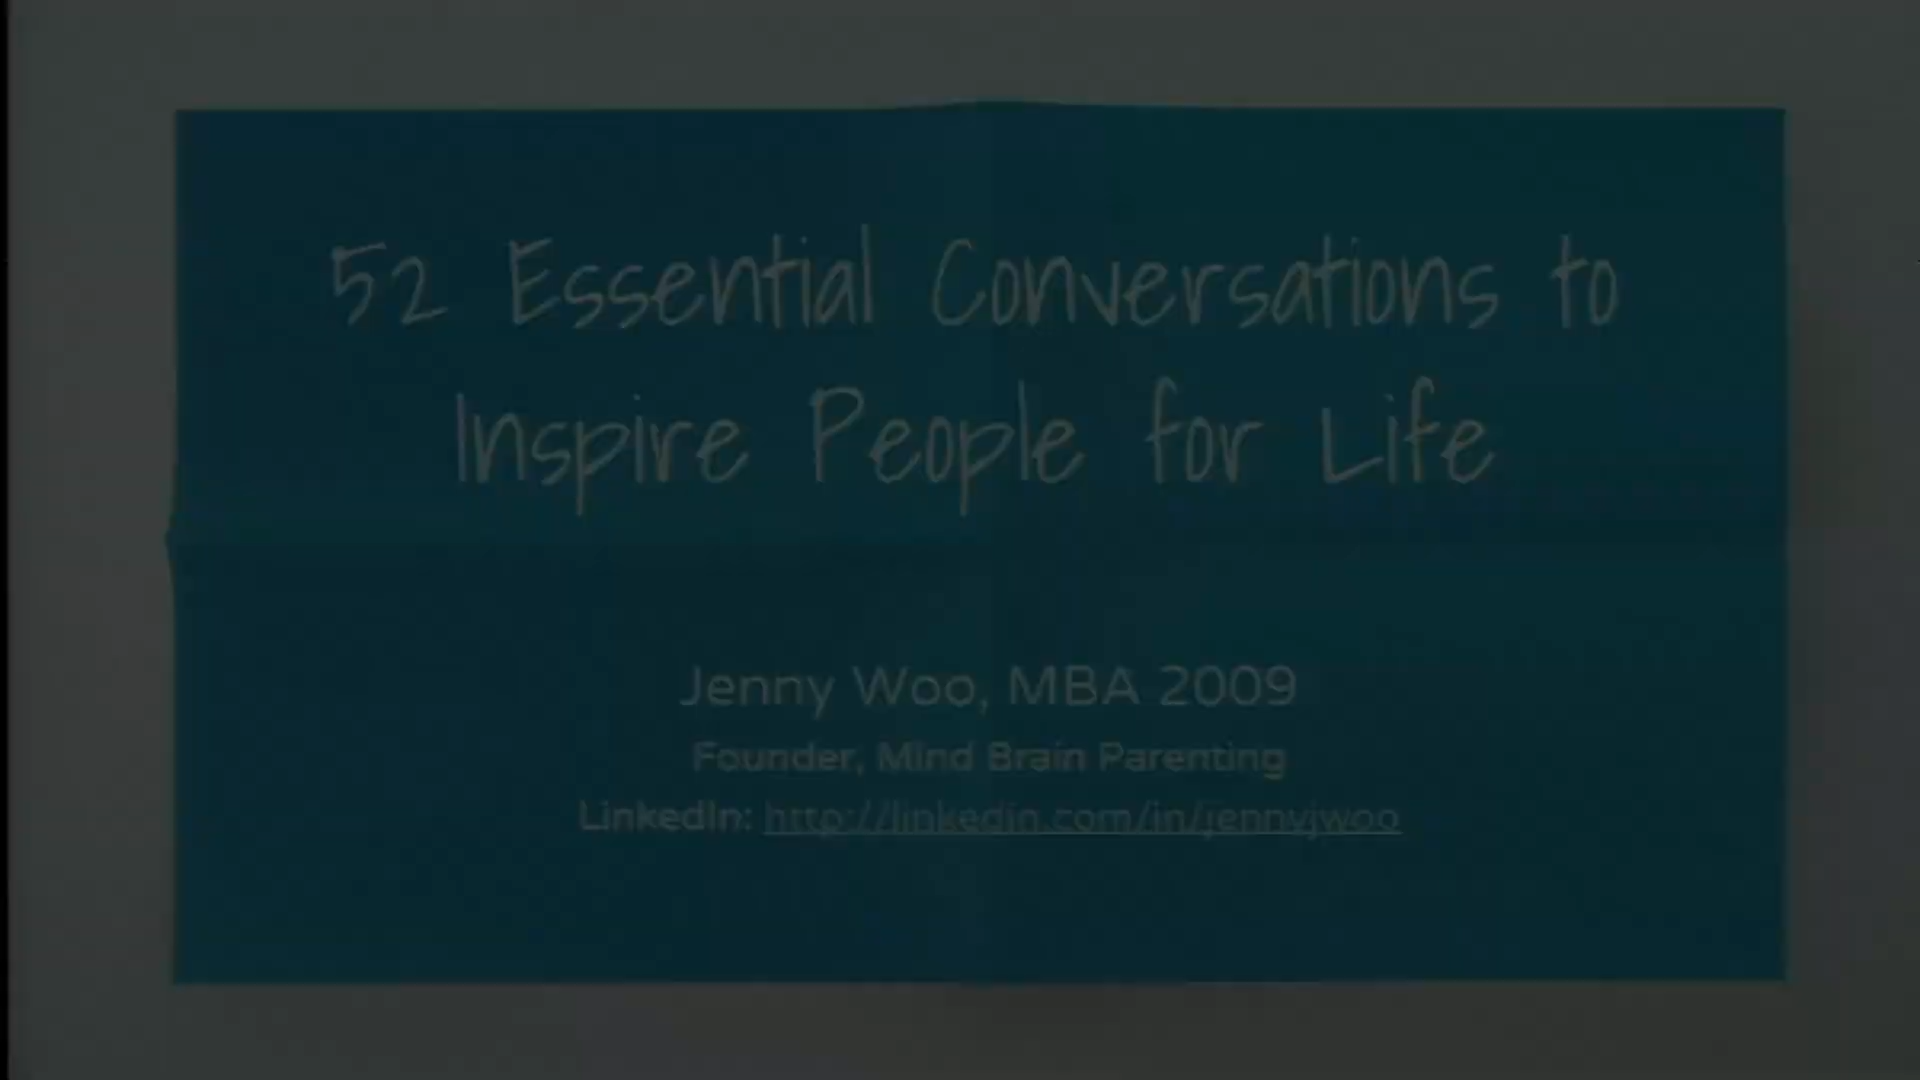 52 Essential Conversations to
Inspire People for Life
Jenny Woo, MBA 2009
Founder, Mind Brain Parenting
LinkedIn: http://linkedin.com/in/jennyjwoo